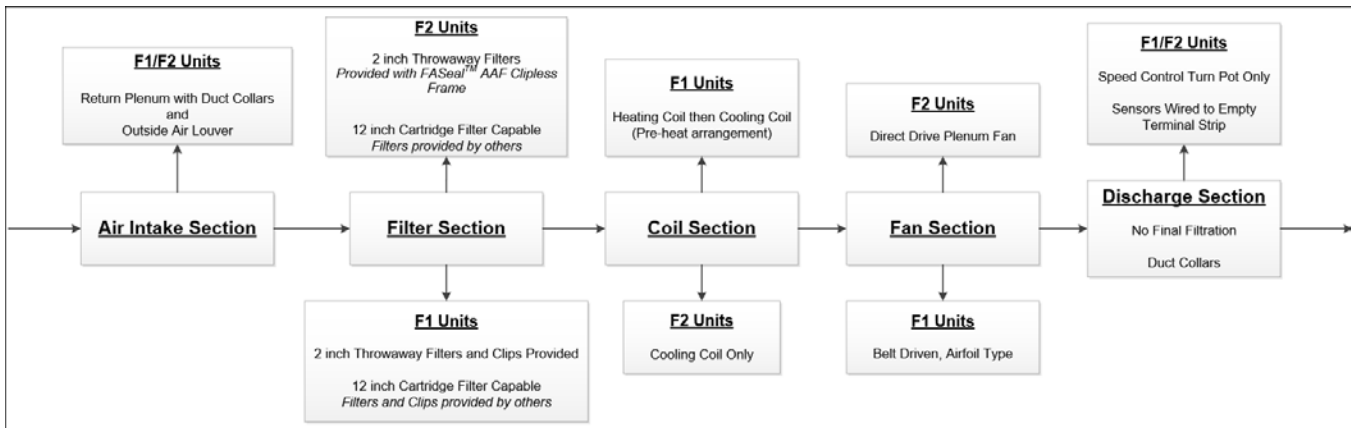 F1/F2 Units
Return Plenum with Duct Collars
and
Outside Air Louver
Air Intake Section
F2 Units
2 inch Throwaway Filters
Provided with FASeal™ AAF Clipless
Frame
12 inch Cartridge Filter Capable
Filters provided by others
Filter Section
F1 Units
2 inch Throwaway Filters and Clips Provided
12 inch Cartridge Filter Capable
Filters and Clips provided by others
F1 Units
Heating Coil then Cooling Coil
(Pre-heat arrangement)
Coil Section
F2 Units
Cooling Coil Only
F2 Units
Direct Drive Plenum Fan
Fan Section
F1 Units
Belt Driven, Airfoil Type
F1/F2 Units
Speed Control Turn Pot Only
Sensors Wired to Empty
Terminal Strip
Discharge Section
No Final Filtration
Duct Collars